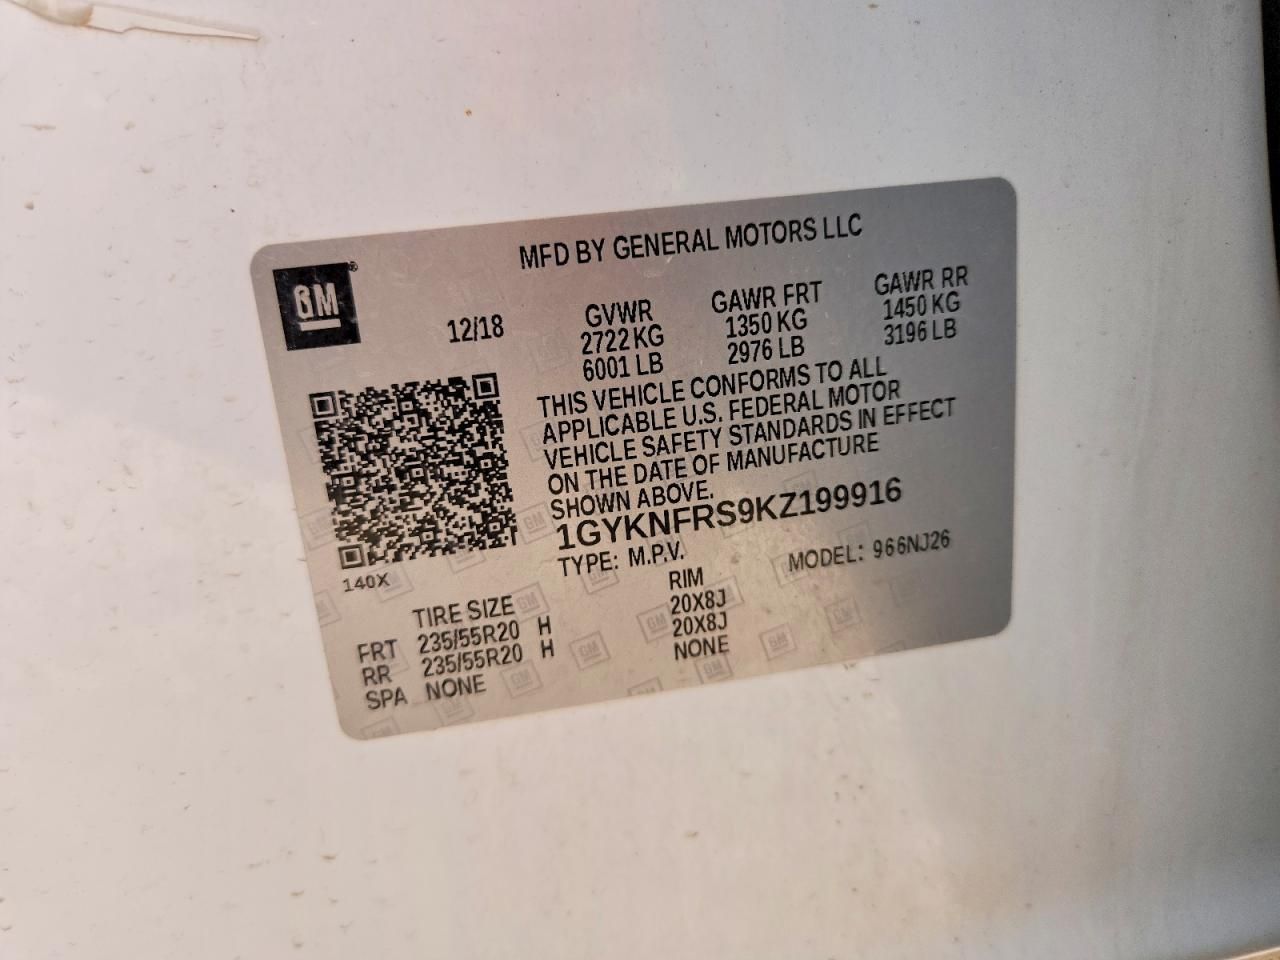 MFD BY GENERAL MOTORS LLC
GM®
12/18
GVWR GAWR FRT GAWR RR
2722 KG 1350 KG 1450 KG
6001 LB 2976 LB 3196 LB
THIS VEHICLE CONFORMS TO ALL
APPLICABLE U.S. FEDERAL MOTOR
VEHICLE SAFETY STANDARDS IN EFFECT
ON THE DATE OF MANUFACTURE
SHOWN ABOVE.
1GYKNFRS9KZ199916
TYPE: M.P.V. MODEL: 966NJ26
140X
TIRE SIZE RIM
FRT 235/55R20 H 20X8J
RR 235/55R20 H 20X8J
SPA NONE NONE